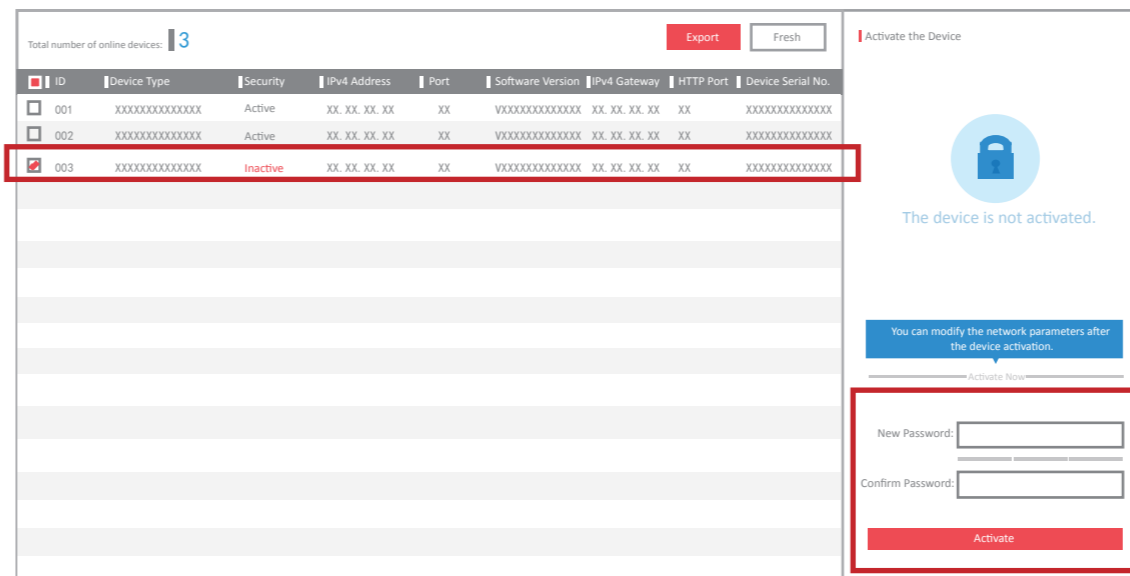 Total number of online devices: 3
Export
Fresh
ID Device Type Security IPv4 Address Port Software Version IPv4 Gateway HTTP Port Device Serial No.
001 XXXXXXXXXXXXXX Active XX. XX. XX. XX XX VXXXXXXXXXXXXX XX. XX. XX. XX XX XXXXXXXXXXXXXX
002 XXXXXXXXXXXXXX Active XX. XX. XX. XX XX VXXXXXXXXXXXXX XX. XX. XX. XX XX XXXXXXXXXXXXXX
003 XXXXXXXXXXXXXX Inactive XX. XX. XX. XX XX VXXXXXXXXXXXXX XX. XX. XX. XX XX XXXXXXXXXXXXXX
Activate the Device
The device is not activated.
You can modify the network parameters after
the device activation.
Activate Now
New Password:
Confirm Password:
Activate